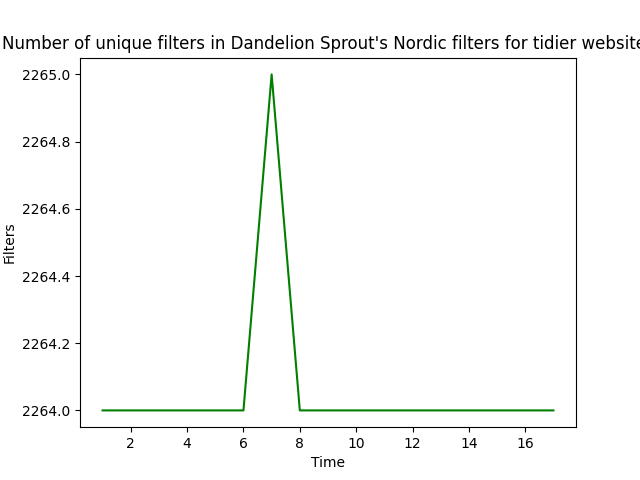 Number of unique filters in Dandelion Sprout's Nordic filters for tidier website
2265.0
2264.8
2264.6
2264.4
2264.2
2264.0
Filters
2 4 6 8 10 12 14 16
Time